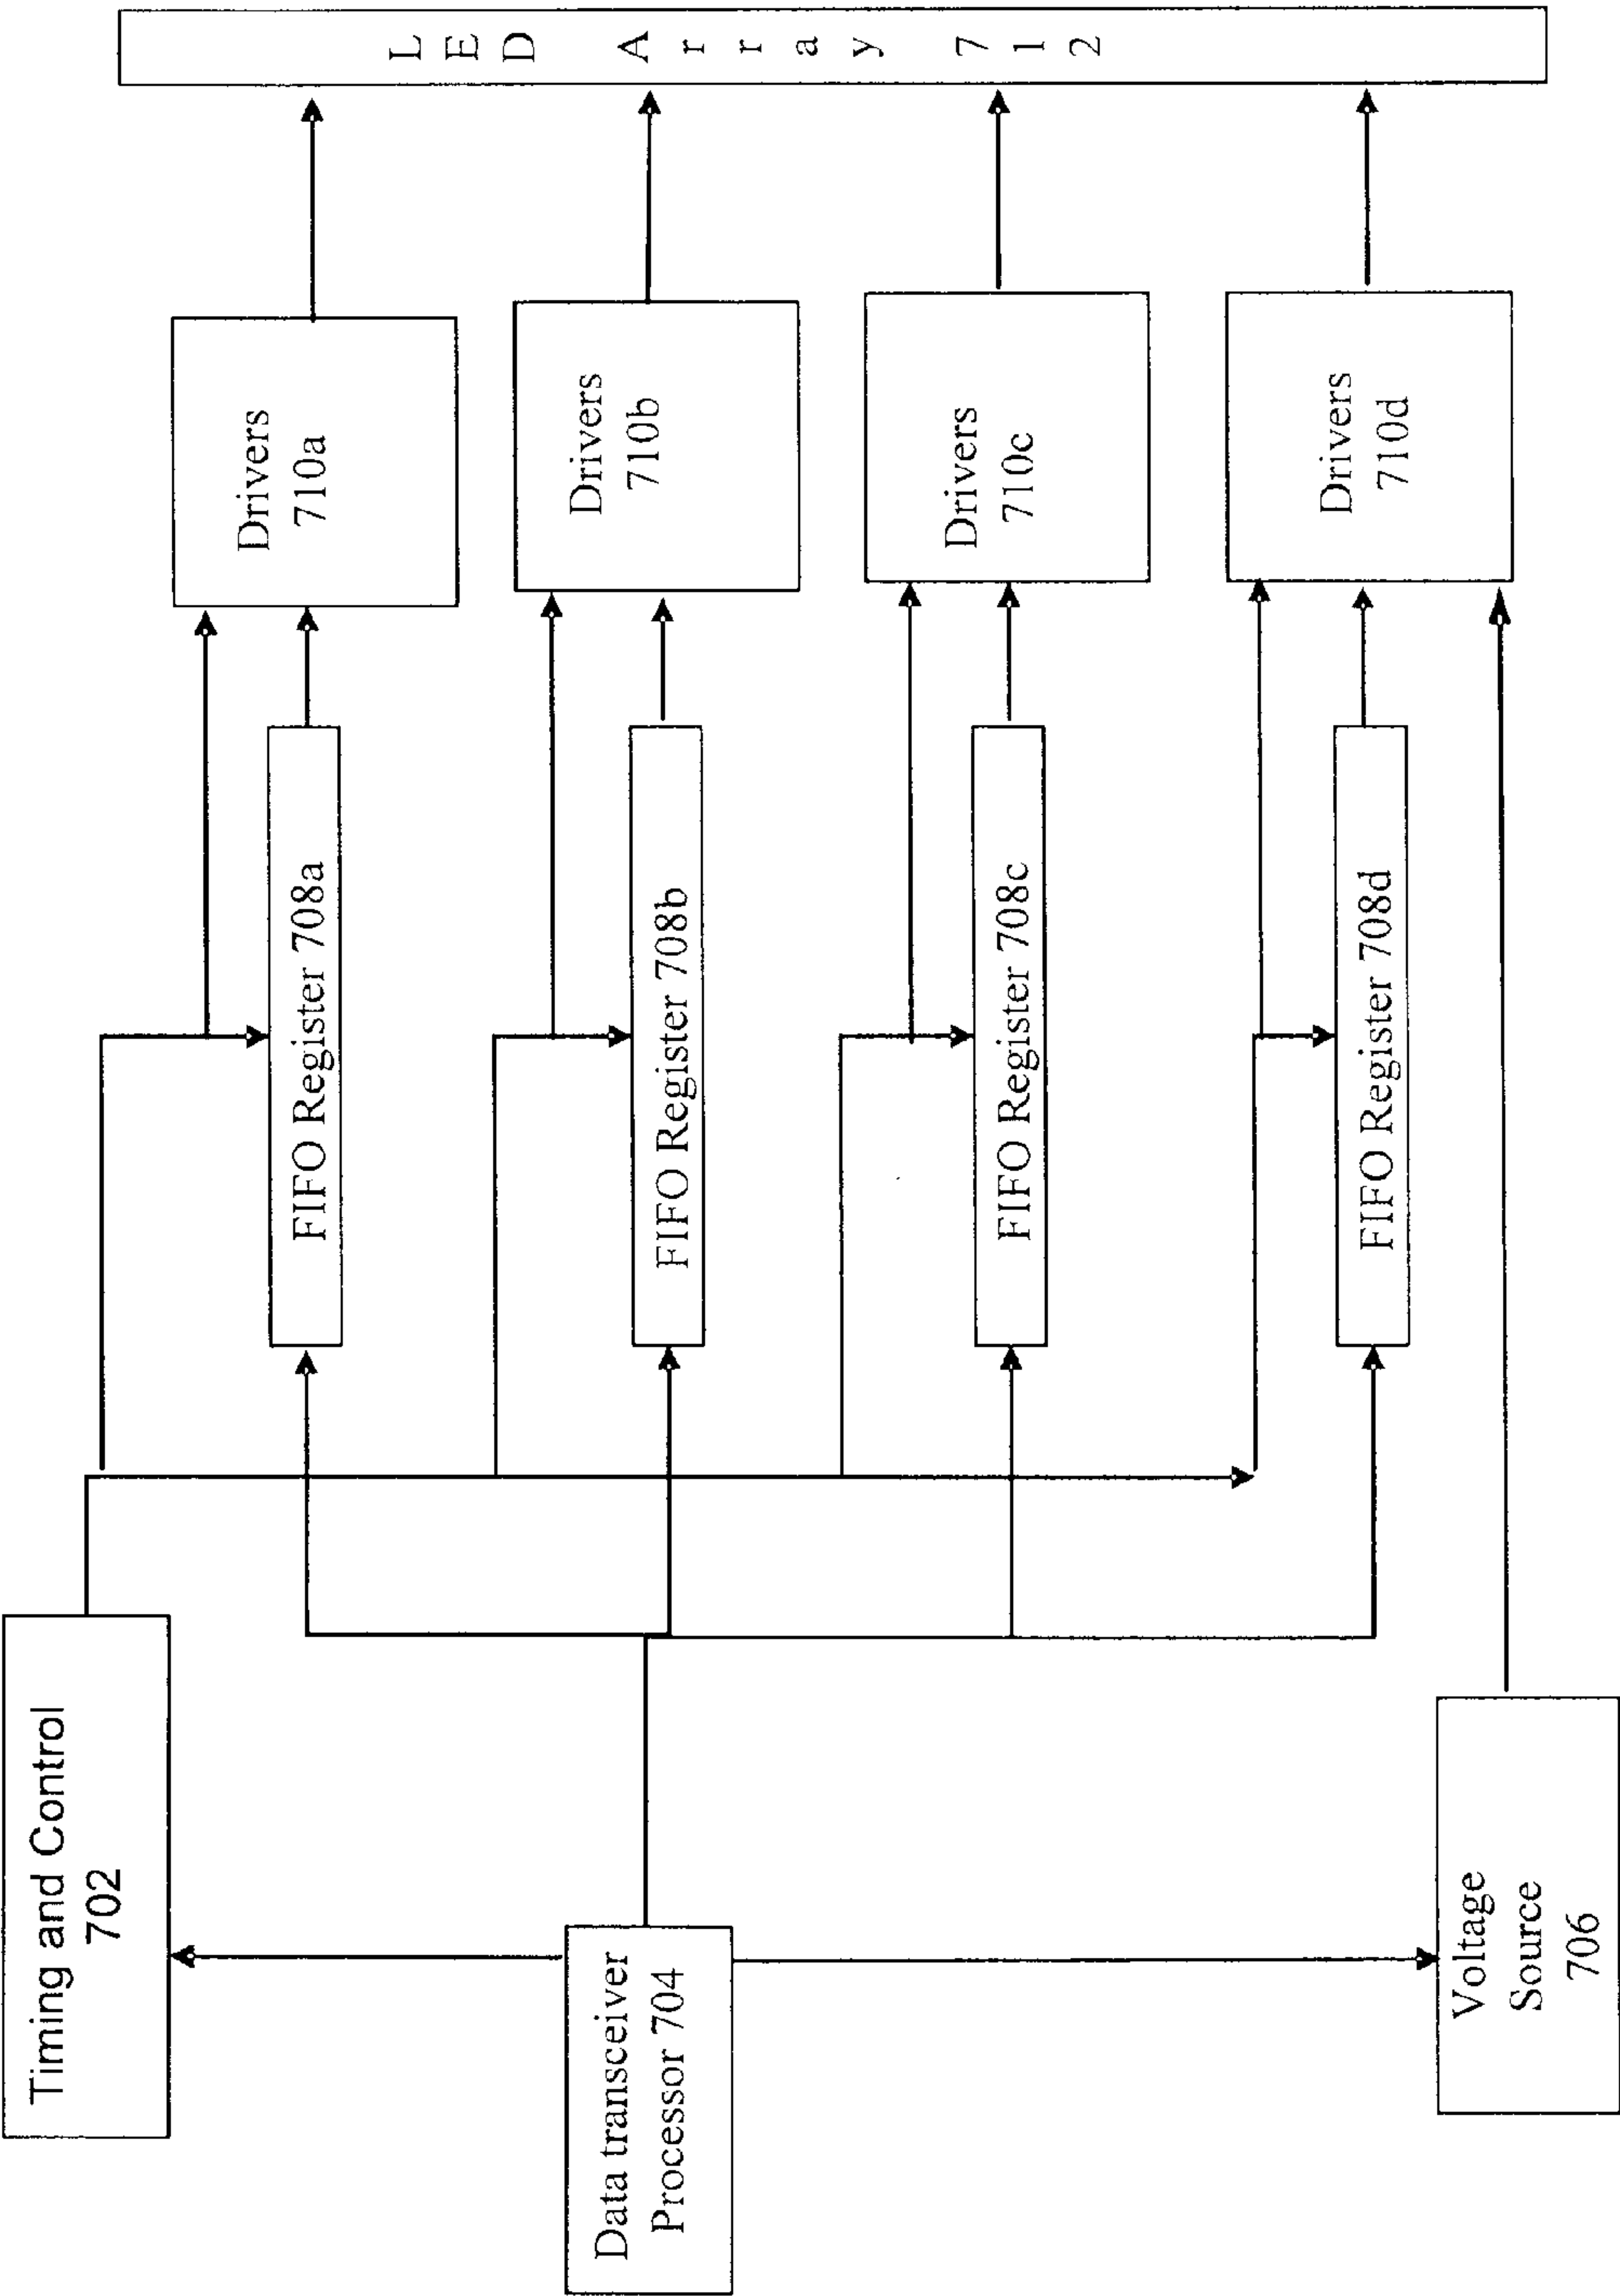 Timing and Control
702
Data transceiver
Processor 704
Voltage
Source
706
FIFO Register 708a
FIFO Register 708b
FIFO Register 708c
FIFO Register 708d
Drivers
710a
Drivers
710b
Drivers
710c
Drivers
710d
LED Array 712